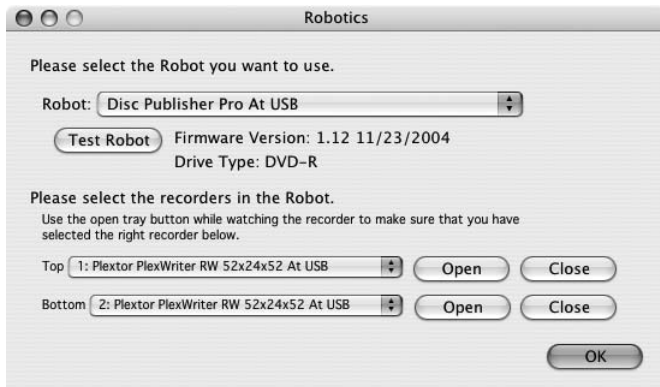 Robotics
Please select the Robot you want to use.
Robot: Disc Publisher Pro At USB
Test Robot Firmware Version: 1.12 11/23/2004
Drive Type: DVD-R
Please select the recorders in the Robot.
Use the open tray button while watching the recorder to make sure that you have
selected the right recorder below.
Top 1: Plextor PlexWriter RW 52x24x52 At USB Open Close
Bottom 2: Plextor PlexWriter RW 52x24x52 At USB Open Close
OK